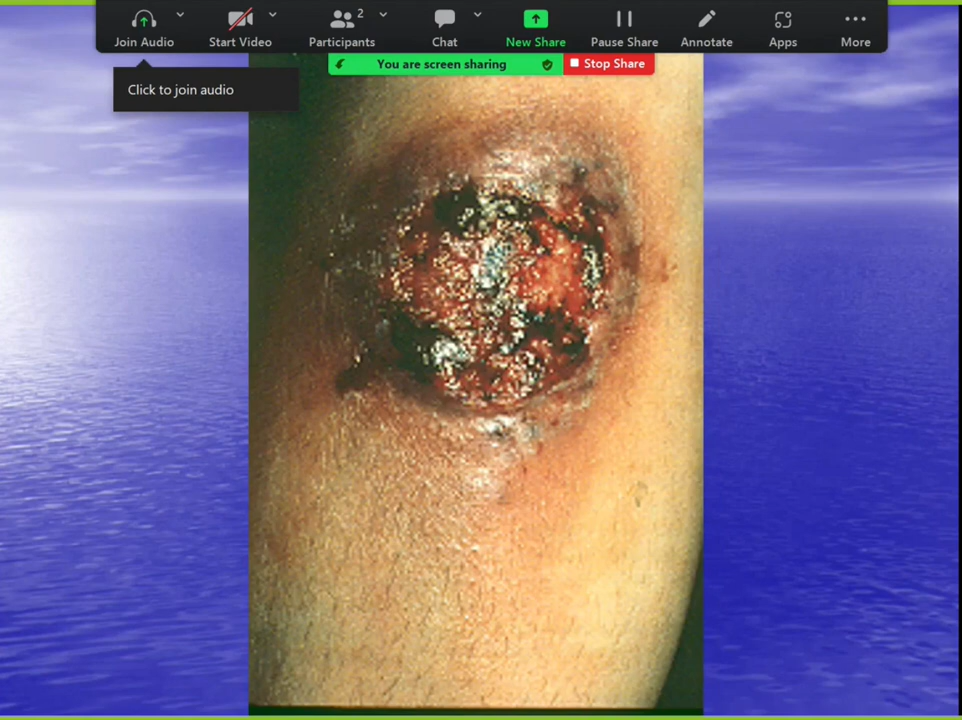 2
Join Audio Start Video Participants Chat New Share Pause Share Annotate Apps More
You are screen sharing Stop Share
Click to join audio